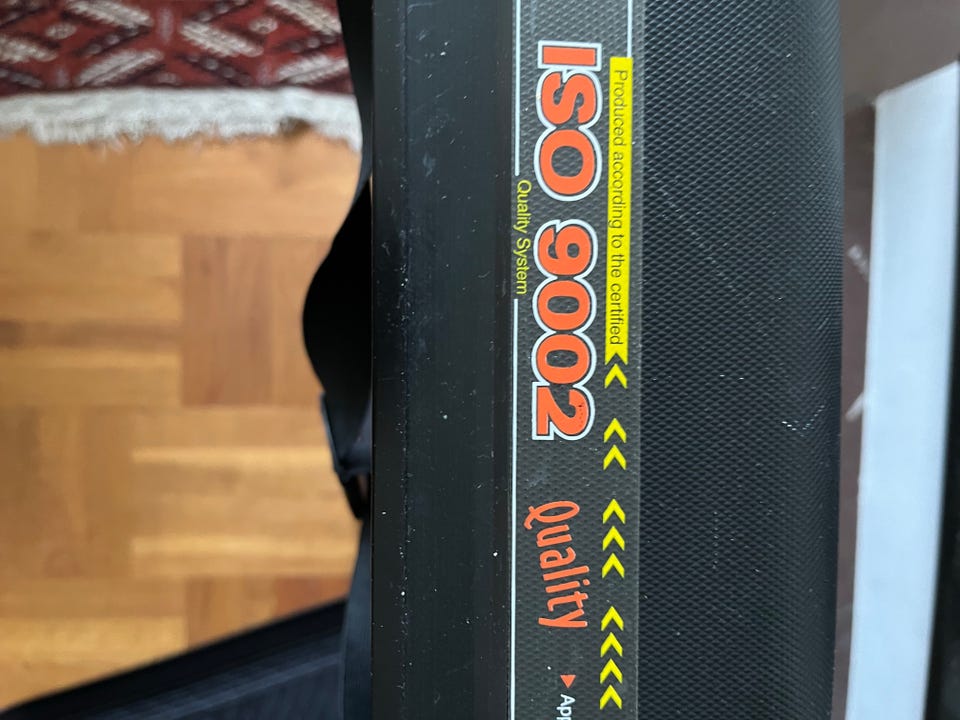 Produced according to the certified
ISO 9002 Quality
Quality System